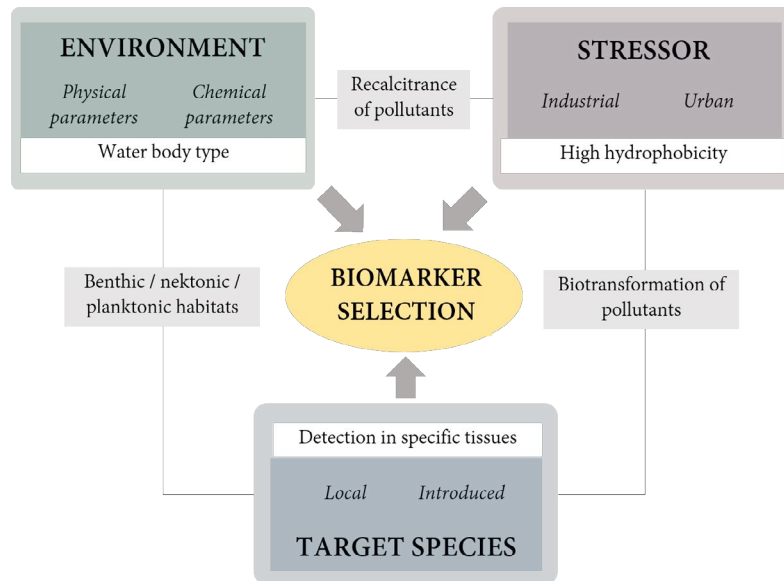 ENVIRONMENT
Physical
parameters
Chemical
parameters
Water body type
Recalcitrance
of pollutants
STRESSOR
Industrial
Urban
High hydrophobicity
Benthic / nektonic /
planktonic habitats
BIOMARKER
SELECTION
Biotransformation of
pollutants
Detection in specific tissues
Local
Introduced
TARGET SPECIES